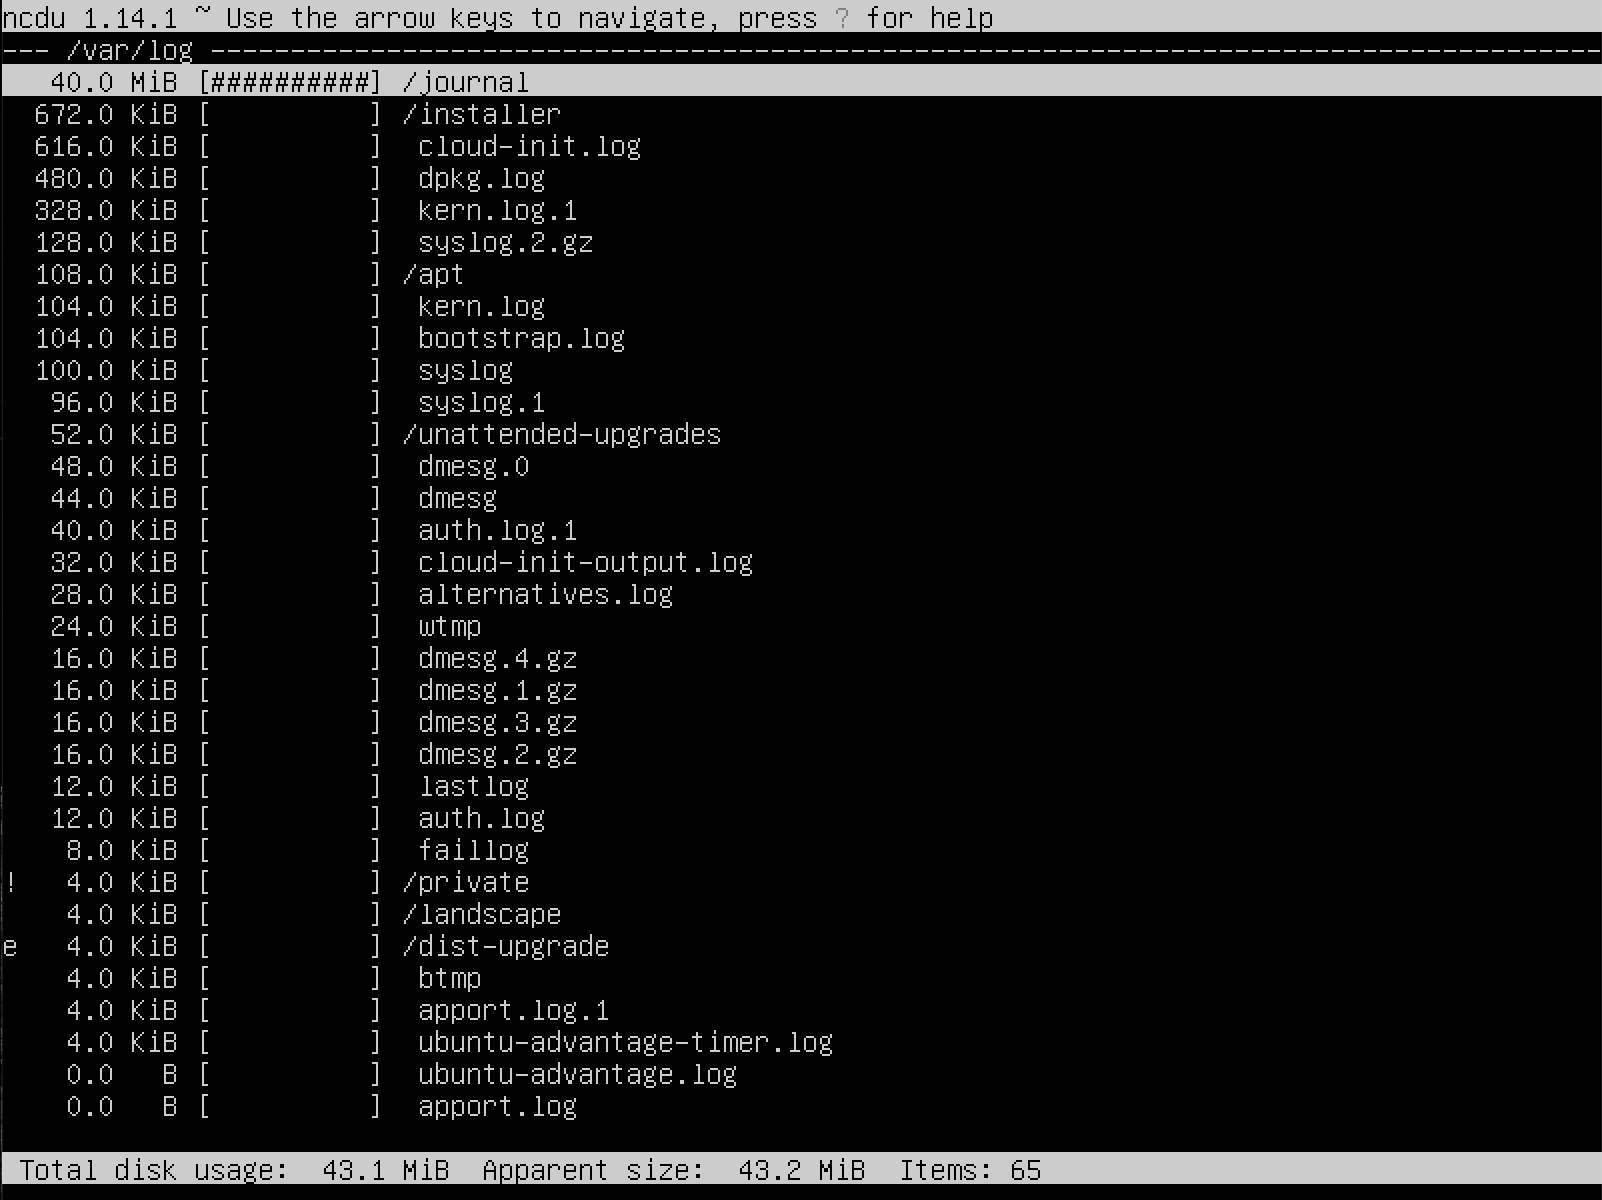 ncdu 1.14.1 ~ Use the arrow keys to navigate, press ? for help
--- /var/log ---------------------------------------------------------------------------------------
   40.0 MiB [##########] /journal
  672.0 KiB [          ] /installer
  616.0 KiB [          ]  cloud-init.log
  480.0 KiB [          ]  dpkg.log
  328.0 KiB [          ]  kern.log.1
  128.0 KiB [          ]  syslog.2.gz
  108.0 KiB [          ] /apt
  104.0 KiB [          ]  kern.log
  104.0 KiB [          ]  bootstrap.log
  100.0 KiB [          ]  syslog
   96.0 KiB [          ]  syslog.1
   52.0 KiB [          ] /unattended-upgrades
   48.0 KiB [          ]  dmesg.0
   44.0 KiB [          ]  dmesg
   40.0 KiB [          ]  auth.log.1
   32.0 KiB [          ]  cloud-init-output.log
   28.0 KiB [          ]  alternatives.log
   24.0 KiB [          ]  wtmp
   16.0 KiB [          ]  dmesg.4.gz
   16.0 KiB [          ]  dmesg.1.gz
   16.0 KiB [          ]  dmesg.3.gz
   16.0 KiB [          ]  dmesg.2.gz
   12.0 KiB [          ]  lastlog
   12.0 KiB [          ]  auth.log
    8.0 KiB [          ]  faillog
!   4.0 KiB [          ] /private
    4.0 KiB [          ] /landscape
e   4.0 KiB [          ] /dist-upgrade
    4.0 KiB [          ]  btmp
    4.0 KiB [          ]  apport.log.1
    4.0 KiB [          ]  ubuntu-advantage-timer.log
    0.0   B [          ]  ubuntu-advantage.log
    0.0   B [          ]  apport.log
 Total disk usage:  43.1 MiB  Apparent size:  43.2 MiB  Items: 65